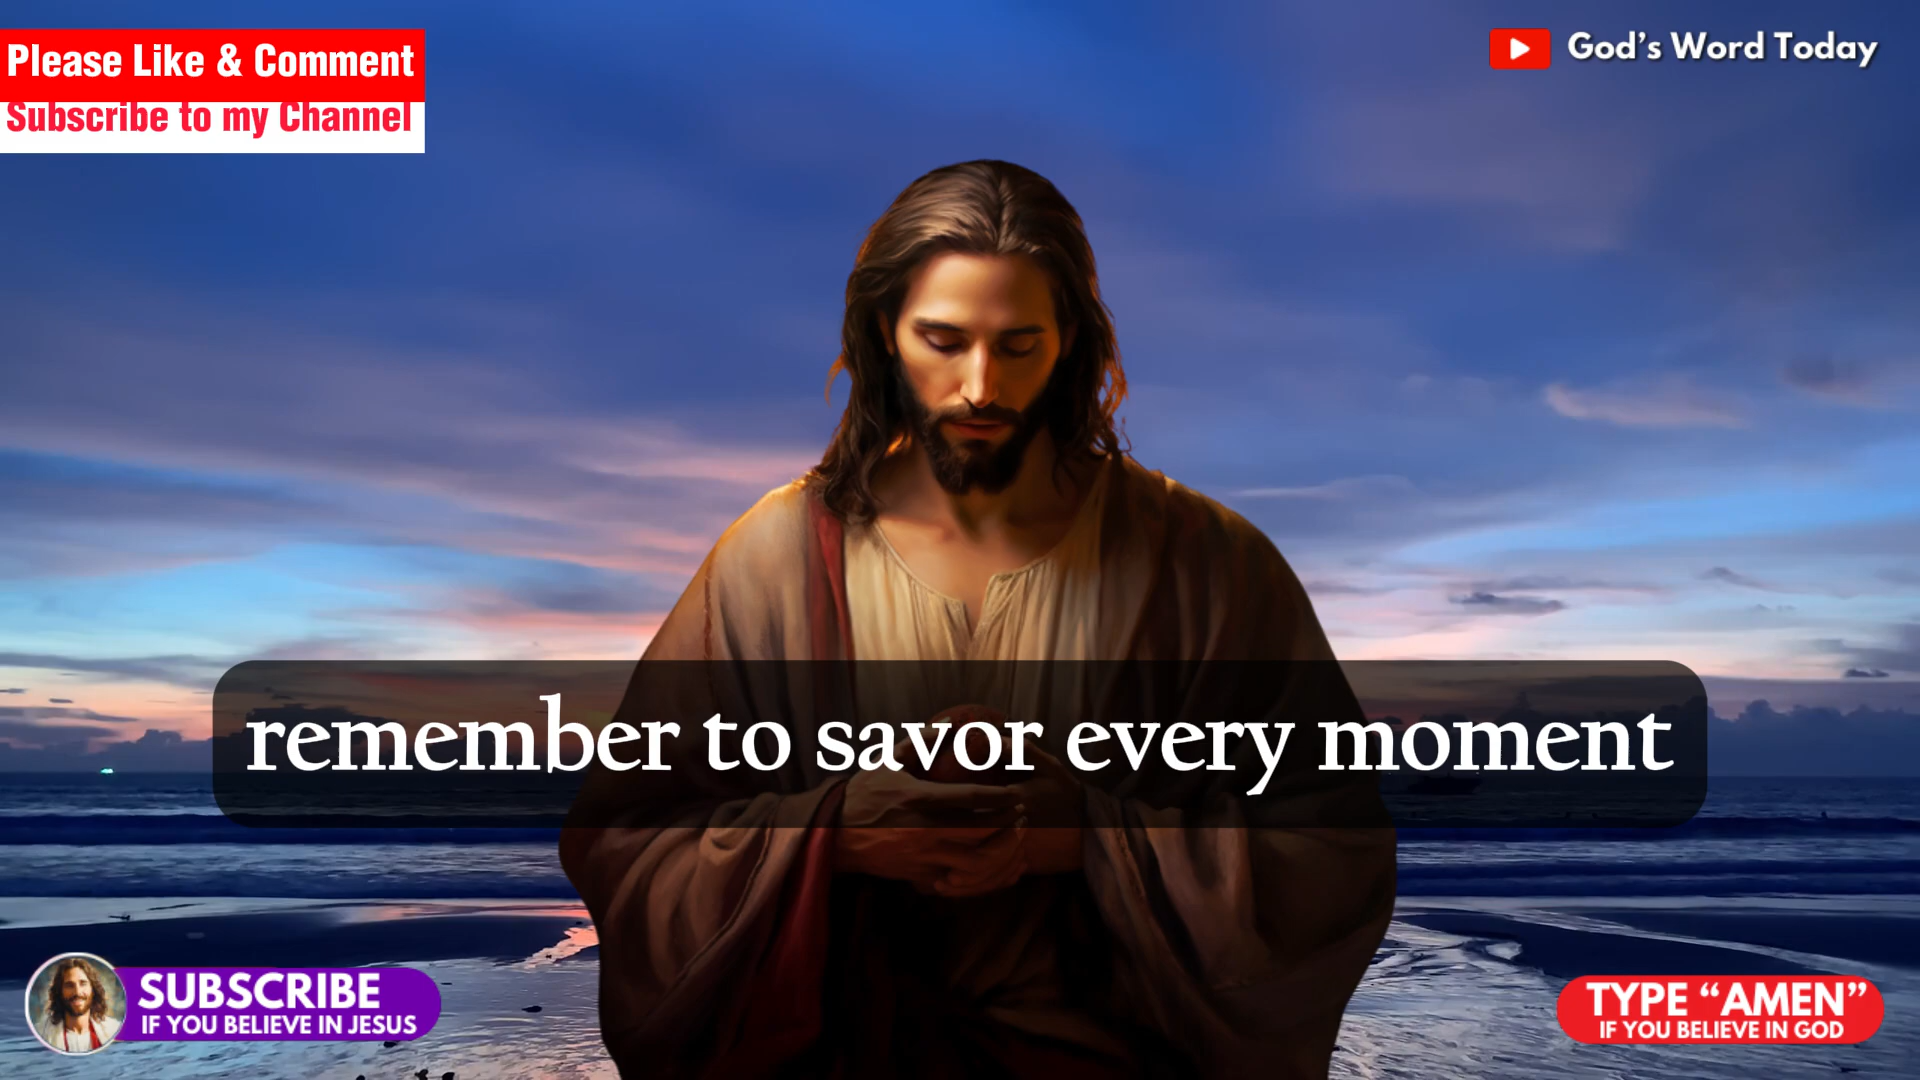 Please Like & Comment
Subscribe to my Channel
God's Word Today
remember to savor every moment
SUBSCRIBE
IF YOU BELIEVE IN JESUS
TYPE “AMEN”
IF YOU BELIEVE IN GOD